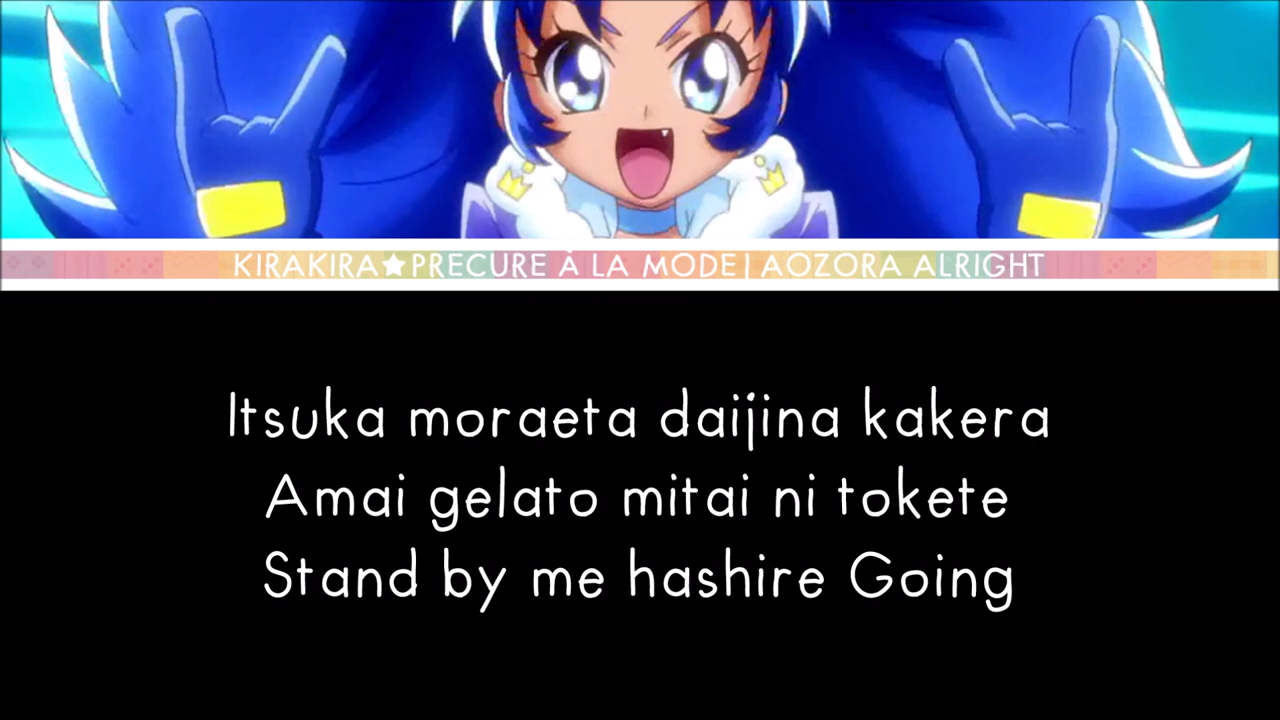 KIRAKIRA★PRECURE À LA MODE| AOZORA ALRIGHT
Itsuka moraeta daijina kakera
Amai gelato mitai ni tokete
Stand by me hashire Going